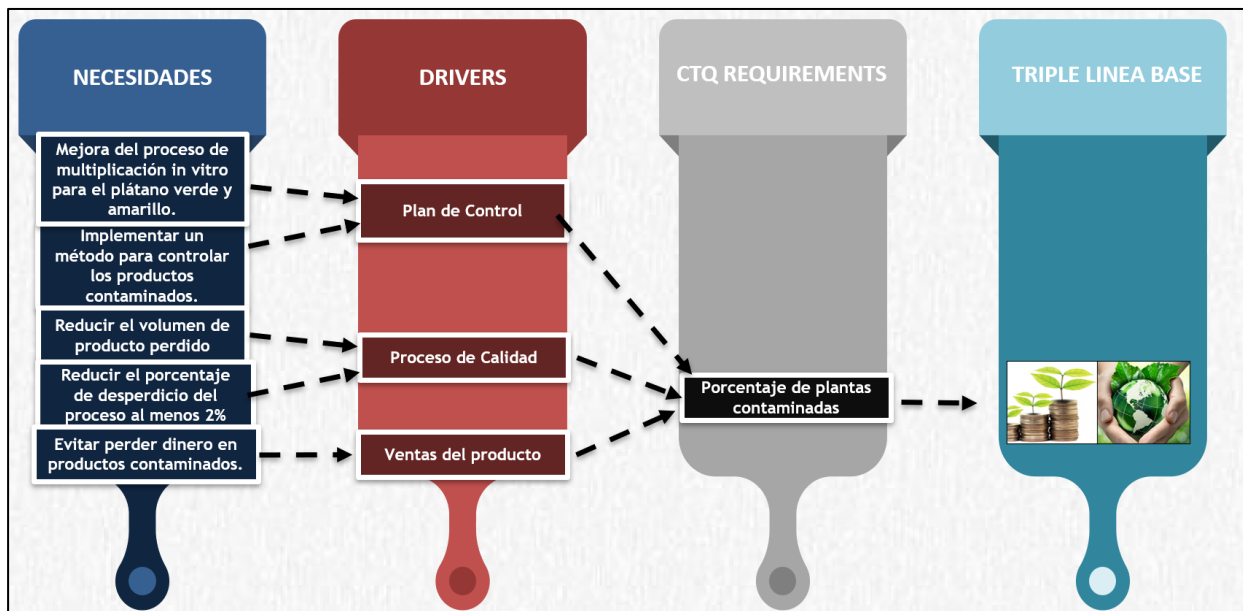 NECESIDADES
DRIVERS
CTQ REQUIREMENTS
TRIPLE LINEA BASE
Mejora del proceso de
multiplicación in vitro
para el plátano verde y
amarillo.
Implementar un
método para controlar
los productos
contaminados.
Reducir el volumen de
producto perdido
Reducir el porcentaje
de desperdicio del
proceso al menos 2%
Evitar perder dinero en
productos contaminados.
Plan de Control
Proceso de Calidad
Ventas del producto
Porcentaje de plantas
contaminadas